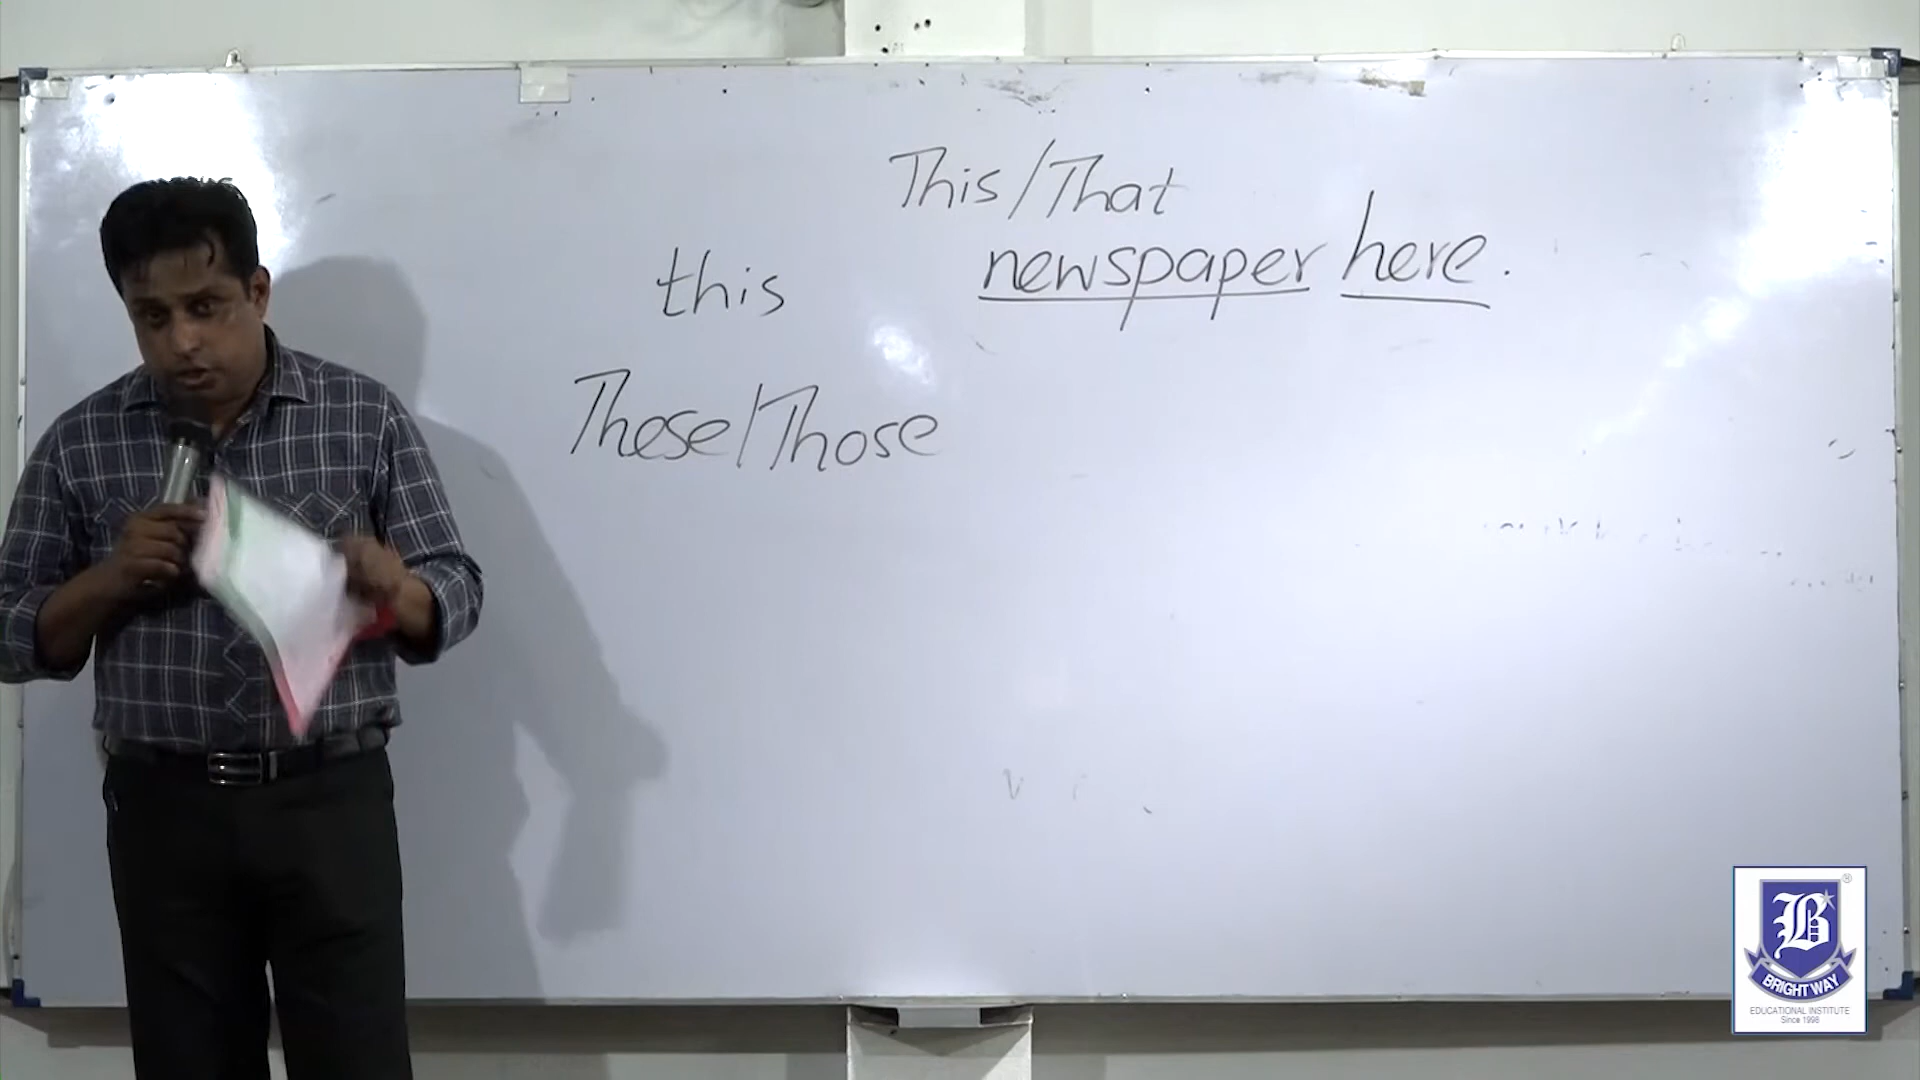 This/That
this newspaper here.
These/Those
B
BRIGHT WAY
EDUCATIONAL INSTITUTE
Since 1998